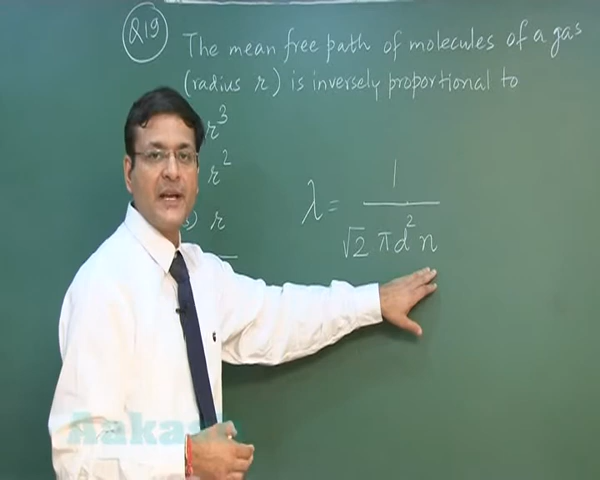 Q19
The mean free path of molecules of a gas
(radius r) is inversely proportional to
r³
r²
3) r
λ = 1 / √2 πd²n
Aakash